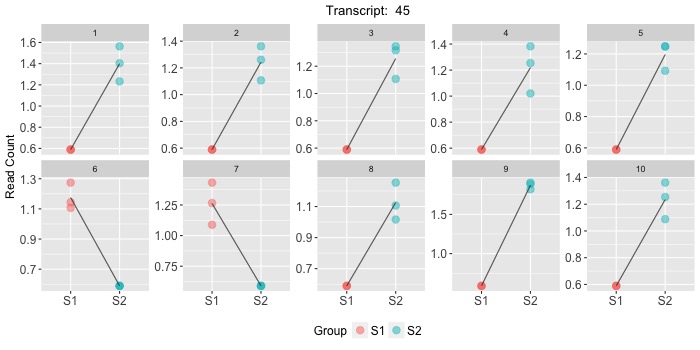 Transcript: 45
1 2 3 4 5
1.6 1.4 1.2 1.0 0.8 0.6
1.4 1.2 1.0 0.8 0.6
1.2 1.0 0.8 0.6
1.4 1.2 1.0 0.8 0.6
1.2 1.0 0.8 0.6
Read Count
6 7 8 9 10
1.3 1.1 0.9 0.7
1.25 1.00 0.75
1.1 0.9 0.7
1.5 1.0
1.4 1.2 1.0 0.8 0.6
S1 S2 S1 S2 S1 S2 S1 S2 S1 S2
Group S1 S2